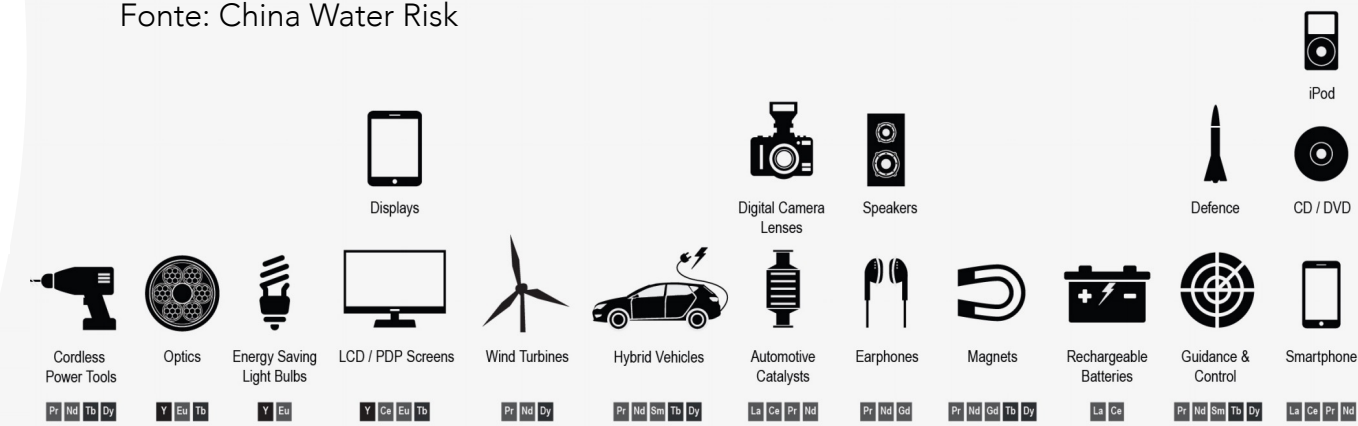 Fonte: China Water Risk
iPod
Displays
Digital Camera
Lenses
Speakers
Defence
CD / DVD
Cordless
Power Tools
Optics
Energy Saving
Light Bulbs
LCD / PDP Screens
Wind Turbines
Hybrid Vehicles
Automotive
Catalysts
Earphones
Magnets
Rechargeable
Batteries
Guidance &
Control
Smartphone
Pr Nd Tb Dy
Y Eu Tb
Y Eu
Y Ce Eu Tb
Pr Nd Dy
Pr Nd Sm Tb Dy
La Ce Pr Nd
Pr Nd Gd
Pr Nd Gd Tb Dy
La Ce
Pr Nd Sm Tb Dy
La Ce Pr Nd